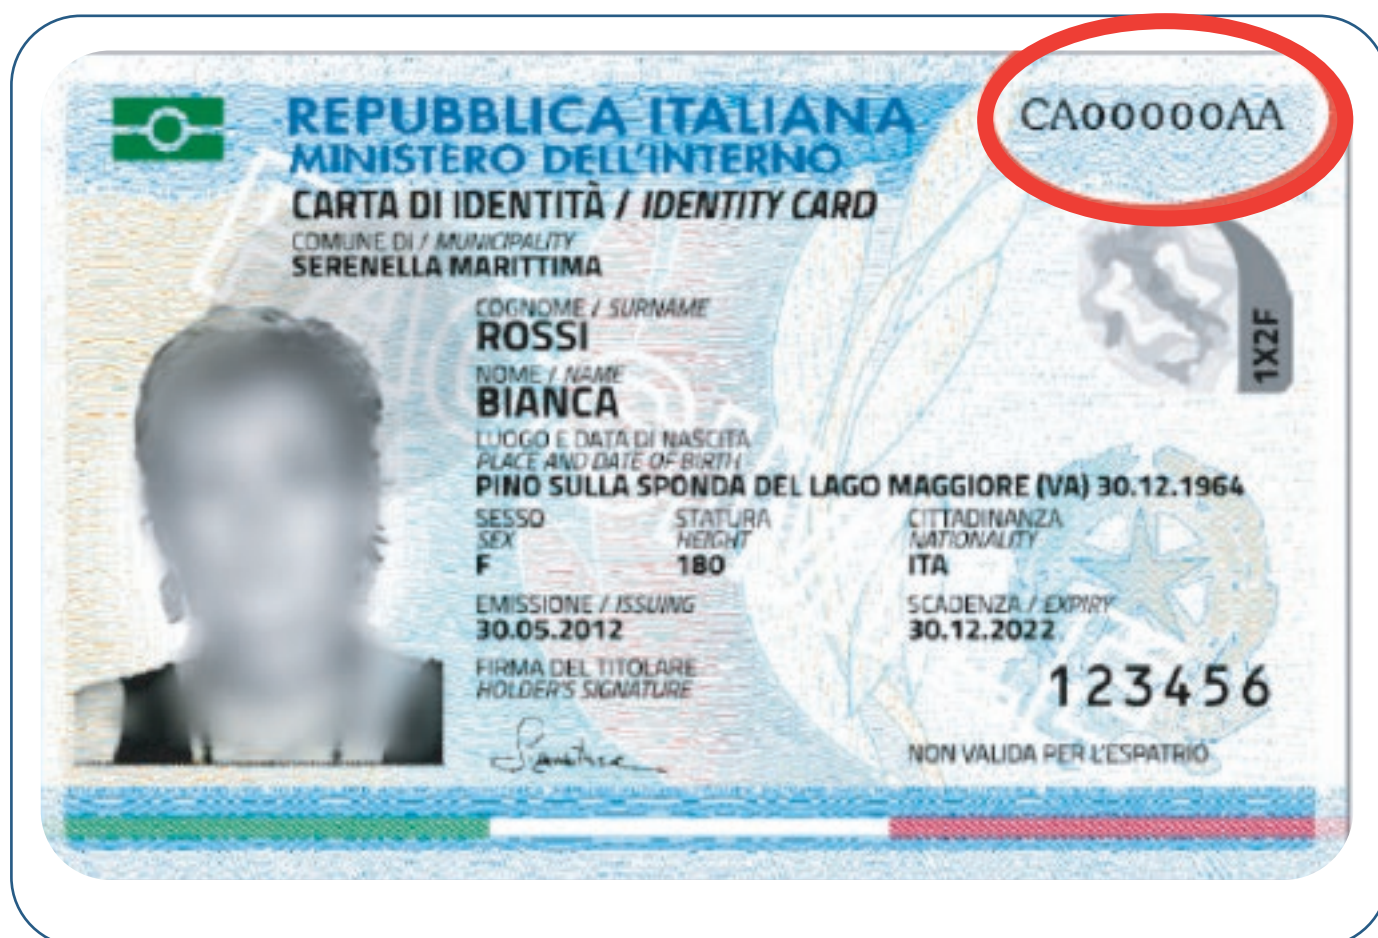 REPUBBLICA ITALIANA
CA00000AA
MINISTERO DELL'INTERNO
CARTA DI IDENTITÀ / IDENTITY CARD
COMUNE DI / MUNICIPALITY
SERENELLA MARITTIMA
COGNOME / SURNAME
ROSSI
1X2F
NOME / NAME
BIANCA
LUOGO E DATA DI NASCITA
PLACE AND DATE OF BIRTH
PINO SULLA SPONDA DEL LAGO MAGGIORE (VA) 30.12.1964
SESSO STATURA CITTADINANZA
SEX HEIGHT NATIONALITY
F 180 ITA
EMISSIONE / ISSUING SCADENZA / EXPIRY
30.05.2012 30.12.2022
FIRMA DEL TITOLARE
HOLDER'S SIGNATURE
123456
NON VALIDA PER L'ESPATRIO